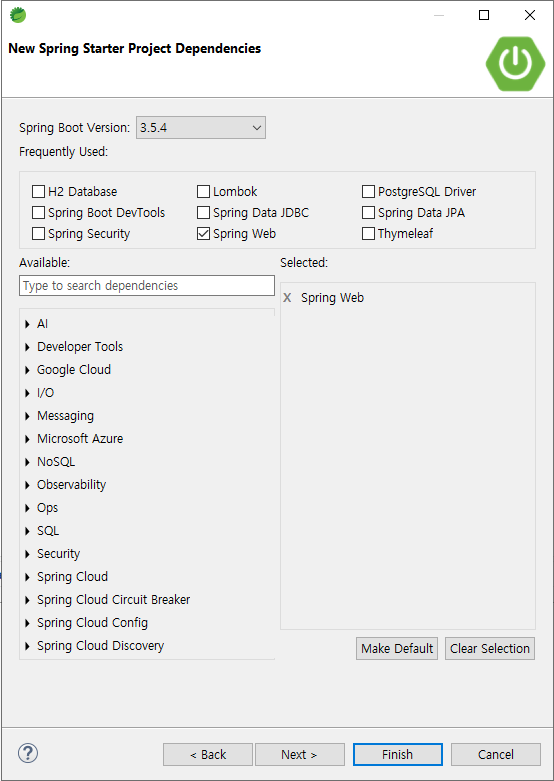 New Spring Starter Project Dependencies
Spring Boot Version: 3.5.4
Frequently Used:
H2 Database Lombok PostgreSQL Driver
Spring Boot DevTools Spring Data JDBC Spring Data JPA
Spring Security Spring Web Thymeleaf
Available: Selected:
Type to search dependencies
X Spring Web
AI
Developer Tools
Google Cloud
I/O
Messaging
Microsoft Azure
NoSQL
Observability
Ops
SQL
Security
Spring Cloud
Spring Cloud Circuit Breaker
Spring Cloud Config
Spring Cloud Discovery
Make Default Clear Selection
? < Back Next > Finish Cancel